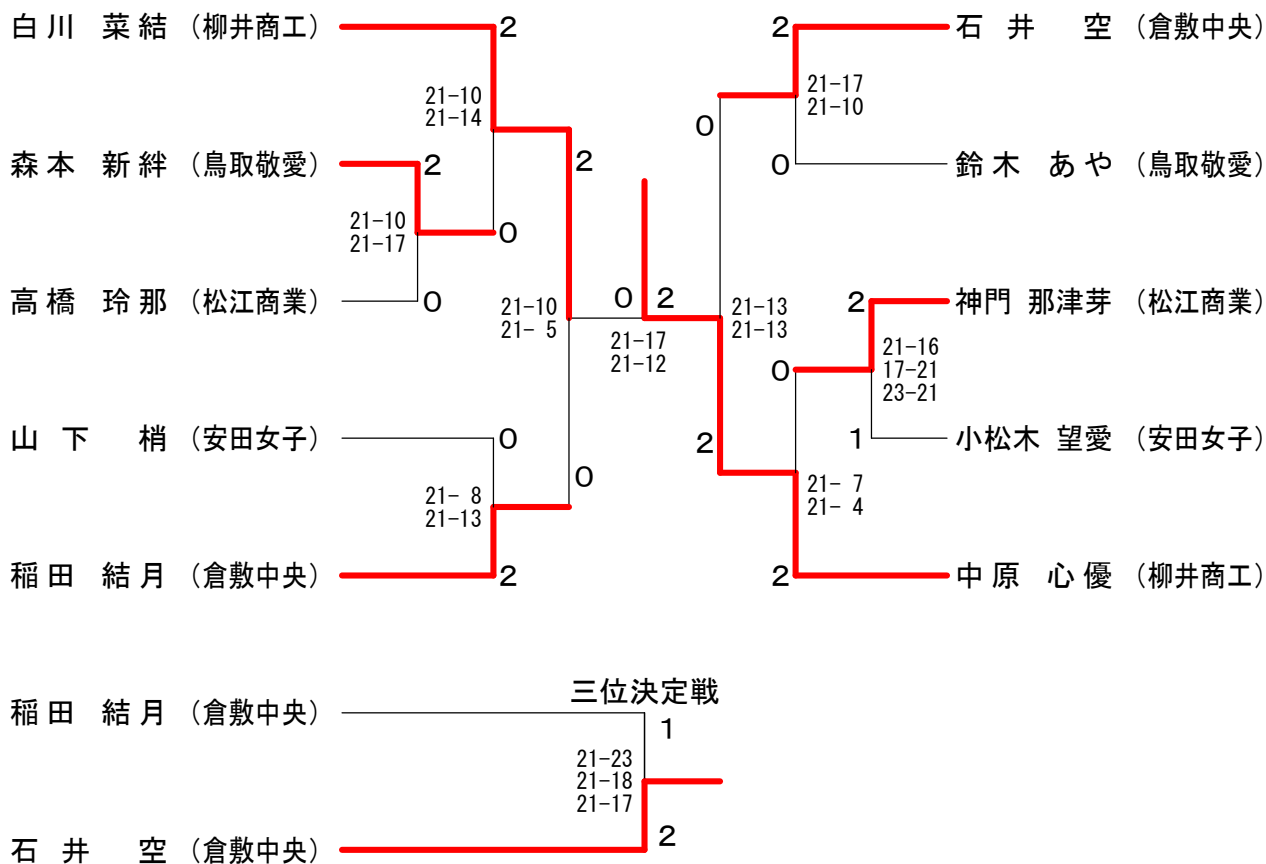 白川 菜結 (柳井商工) 2 2 石井 空 (倉敷中央)
21-10 21-17
21-14 21-10
0
森本 新絆 (鳥取敬愛) 2 2 0 鈴木 あや (鳥取敬愛)
21-10
21-17
0
高橋 玲那 (松江商業) 0 21-10 0 2 21-13 2 神門 那津芽 (松江商業)
21- 5 21-17 21-13 21-16
21-12 17-21
0 23-21
山下 梢 (安田女子) 0 2 1 小松木 望愛 (安田女子)
0
21- 8 21- 7
21-13 21- 4
稲田 結月 (倉敷中央) 2 2 中原 心優 (柳井商工)
三位決定戦
稲田 結月 (倉敷中央) 1
21-23
21-18
21-17
石井 空 (倉敷中央) 2